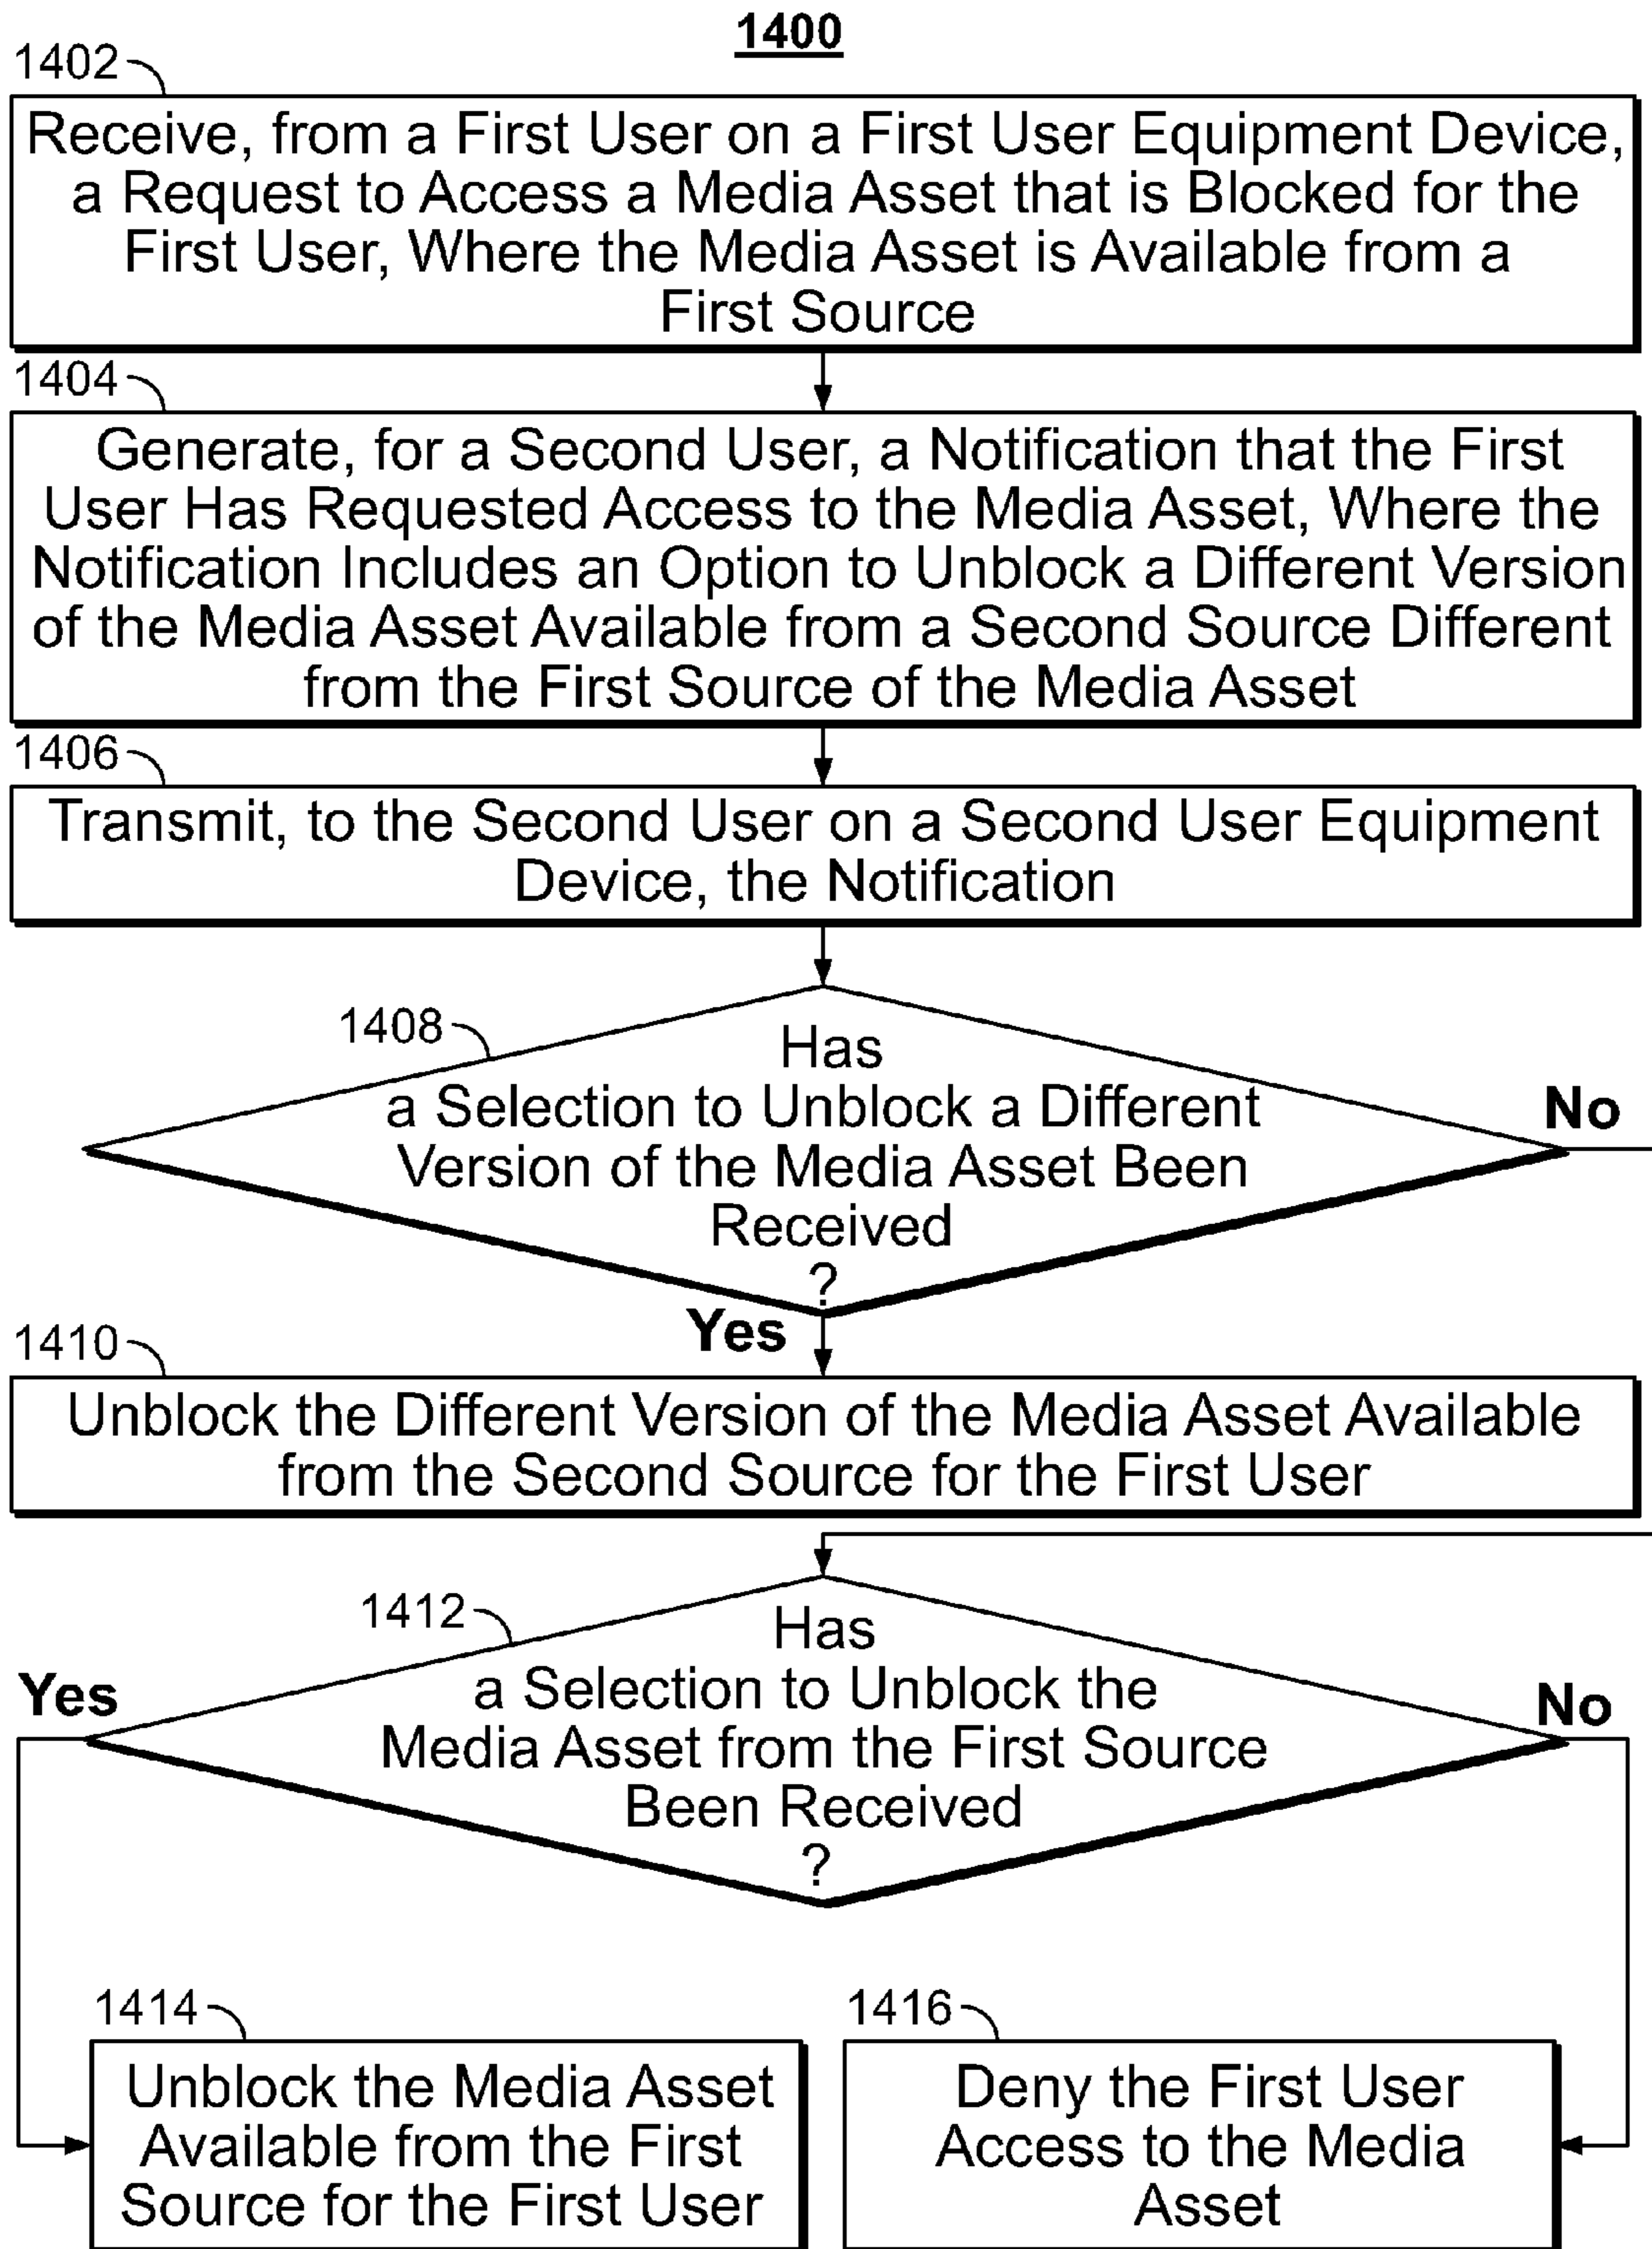 1400
1402
Receive, from a First User on a First User Equipment Device,
a Request to Access a Media Asset that is Blocked for the
First User, Where the Media Asset is Available from a
First Source
1404
Generate, for a Second User, a Notification that the First
User Has Requested Access to the Media Asset, Where the
Notification Includes an Option to Unblock a Different Version
of the Media Asset Available from a Second Source Different
from the First Source of the Media Asset
1406
Transmit, to the Second User on a Second User Equipment
Device, the Notification
1408
Has
a Selection to Unblock a Different
Version of the Media Asset Been
Received
?
No
Yes
1410
Unblock the Different Version of the Media Asset Available
from the Second Source for the First User
1412
Has
a Selection to Unblock the
Media Asset from the First Source
Been Received
?
Yes
No
1414
Unblock the Media Asset
Available from the First
Source for the First User
1416
Deny the First User
Access to the Media
Asset